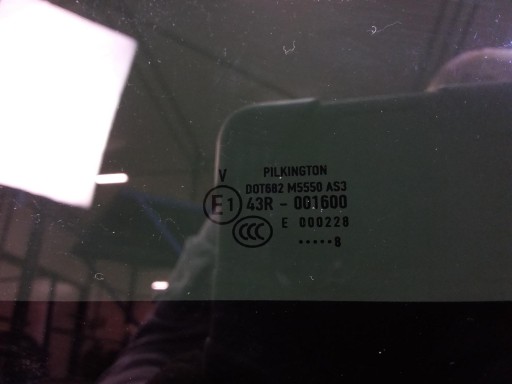 PILKINGTON
V
DOT682 M5550 AS3
E1 43R - 001600
CCC E 000228
•••••8